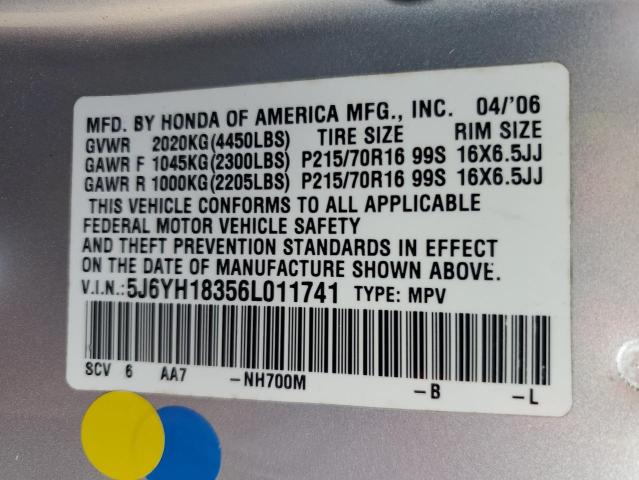 MFD. BY HONDA OF AMERICA MFG., INC. 04/'06
GVWR 2020KG(4450LBS) TIRE SIZE RIM SIZE
GAWR F 1045KG(2300LBS) P215/70R16 99S 16X6.5JJ
GAWR R 1000KG(2205LBS) P215/70R16 99S 16X6.5JJ
THIS VEHICLE CONFORMS TO ALL APPLICABLE
FEDERAL MOTOR VEHICLE SAFETY
AND THEFT PREVENTION STANDARDS IN EFFECT
ON THE DATE OF MANUFACTURE SHOWN ABOVE.
V.I.N.:5J6YH18356L011741 TYPE: MPV
SCV 6 AA7 -NH700M -B -L